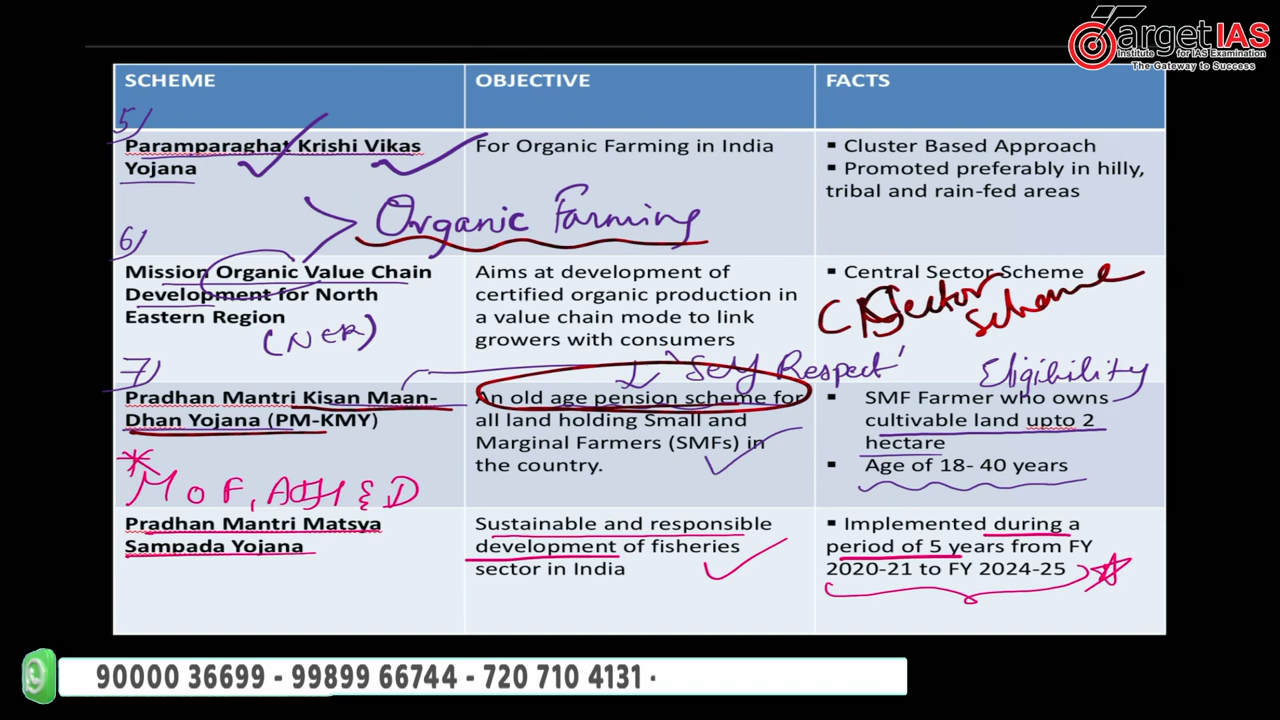 Target IAS
Institute for IAS Examination
The Gateway to Success
SCHEME
OBJECTIVE
FACTS
5)
Paramparaghat Krishi Vikas
Yojana
For Organic Farming in India
▪ Cluster Based Approach
▪ Promoted preferably in hilly,
tribal and rain-fed areas
Organic Farming
6)
Mission Organic Value Chain
Development for North
Eastern Region
(NER)
Aims at development of
certified organic production in
a value chain mode to link
growers with consumers
▪ Central Sector Scheme
Sector
Scheme
7)
Pradhan Mantri Kisan Maan-
Dhan Yojana (PM-KMY)
'Self Respect'
An old age pension scheme for
all land holding Small and
Marginal Farmers (SMFs) in
the country.
Eligibility
▪ SMF Farmer who owns
cultivable land upto 2
hectare
▪ Age of 18- 40 years
M o F, AH & D
Pradhan Mantri Matsya
Sampada Yojana
Sustainable and responsible
development of fisheries
sector in India
▪ Implemented during a
period of 5 years from FY
2020-21 to FY 2024-25
90000 36699 - 99899 66744 - 720 710 4131 ·